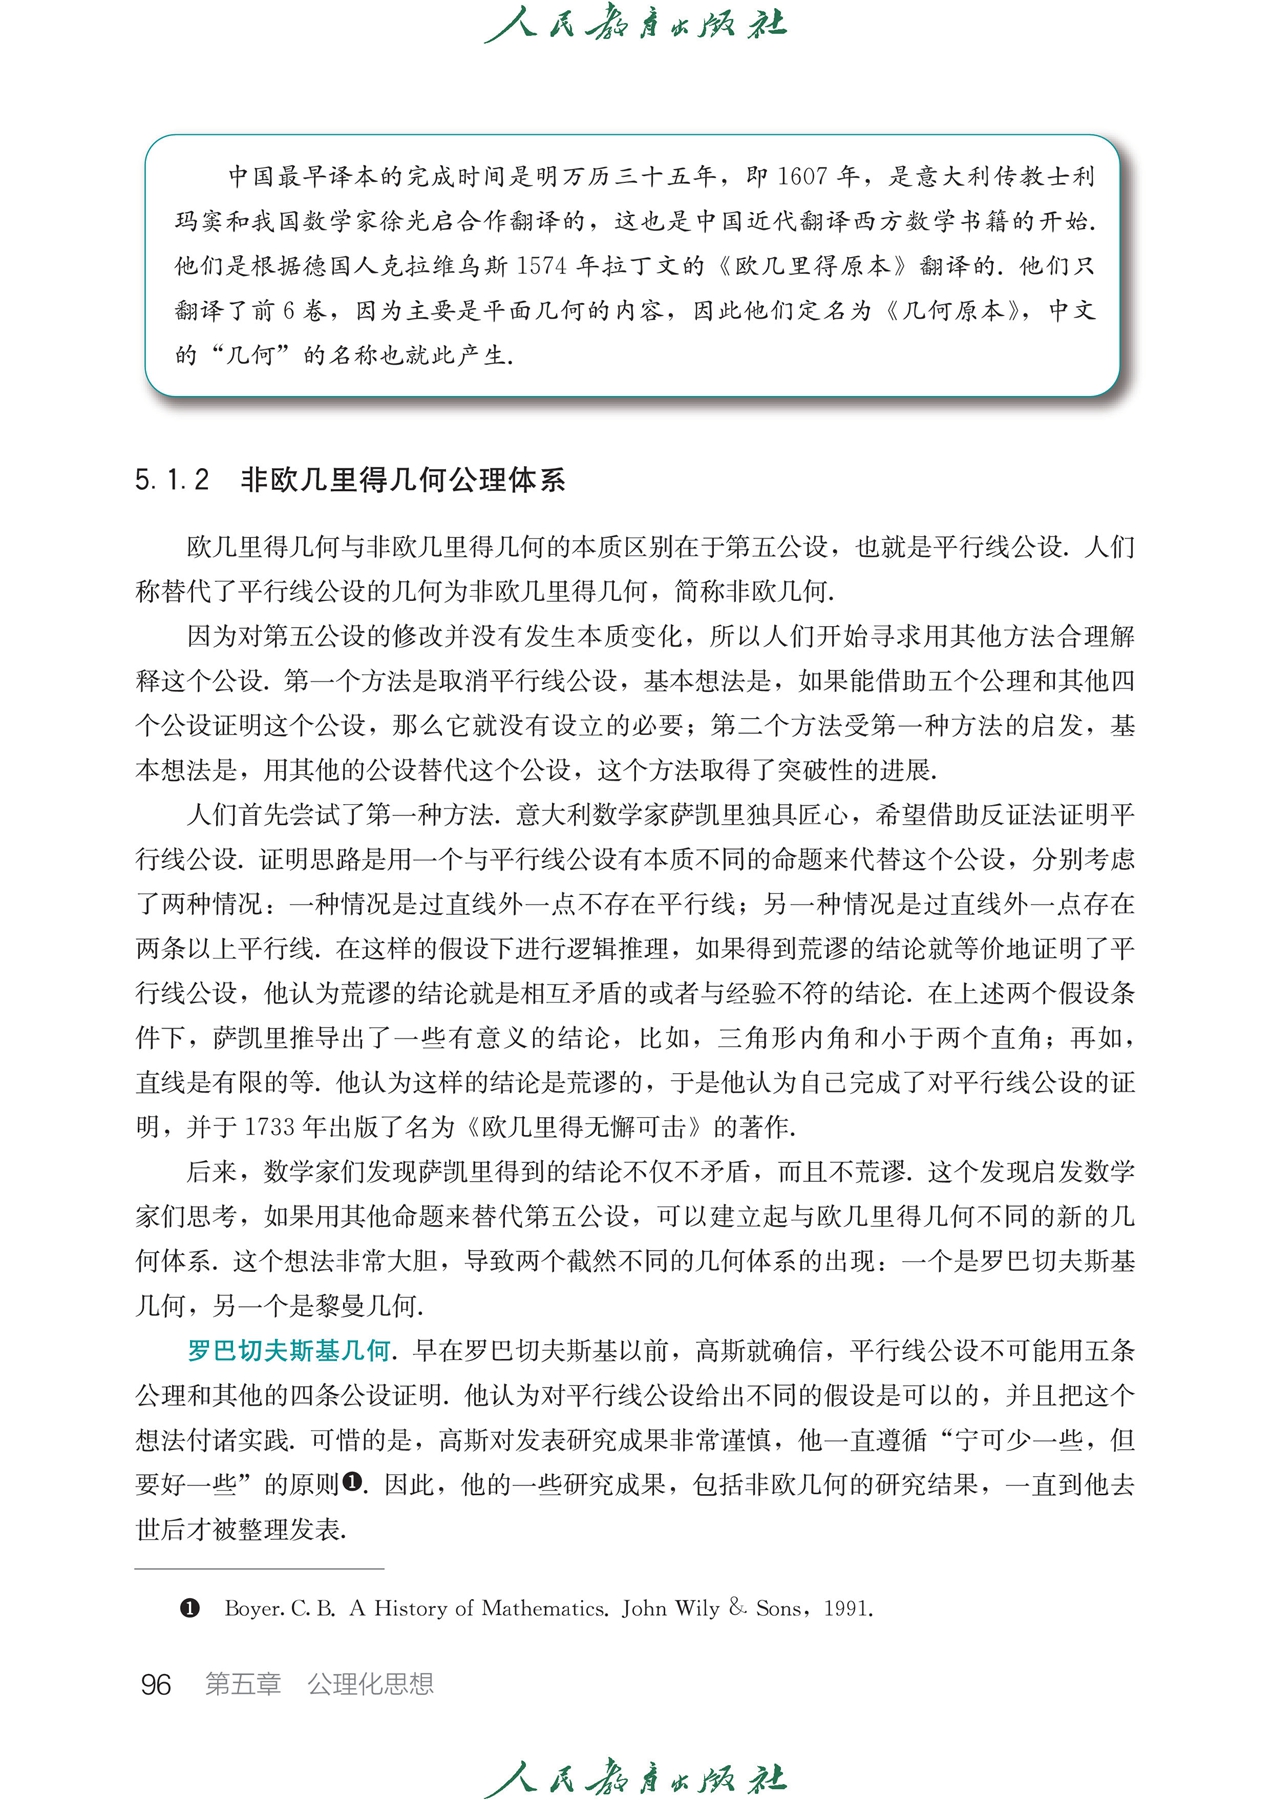 人民教育出版社
中国最早译本的完成时间是明万历三十五年，即 1607 年，是意大利传教士利
玛窦和我国数学家徐光启合作翻译的，这也是中国近代翻译西方数学书籍的开始.
他们是根据德国人克拉维乌斯 1574 年拉丁文的《欧几里得原本》翻译的. 他们只
翻译了前 6 卷，因为主要是平面几何的内容，因此他们定名为《几何原本》，中文
的“几何”的名称也就此产生.
5.1.2 非欧几里得几何公理体系
欧几里得几何与非欧几里得几何的本质区别在于第五公设，也就是平行线公设. 人们
称替代了平行线公设的几何为非欧几里得几何，简称非欧几何.
因为对第五公设的修改并没有发生本质变化，所以人们开始寻求用其他方法合理解
释这个公设. 第一个方法是取消平行线公设，基本想法是，如果能借助五个公理和其他四
个公设证明这个公设，那么它就没有设立的必要；第二个方法受第一种方法的启发，基
本想法是，用其他的公设替代这个公设，这个方法取得了突破性的进展.
人们首先尝试了第一种方法. 意大利数学家萨凯里独具匠心，希望借助反证法证明平
行线公设. 证明思路是用一个与平行线公设有本质不同的命题来代替这个公设，分别考虑
了两种情况：一种情况是过直线外一点不存在平行线；另一种情况是过直线外一点存在
两条以上平行线. 在这样的假设下进行逻辑推理，如果得到荒谬的结论就等价地证明了平
行线公设，他认为荒谬的结论就是相互矛盾的或者与经验不符的结论. 在上述两个假设条
件下，萨凯里推导出了一些有意义的结论，比如，三角形内角和小于两个直角；再如，
直线是有限的等. 他认为这样的结论是荒谬的，于是他认为自己完成了对平行线公设的证
明，并于 1733 年出版了名为《欧几里得无懈可击》的著作.
后来，数学家们发现萨凯里得到的结论不仅不矛盾，而且不荒谬. 这个发现启发数学
家们思考，如果用其他命题来替代第五公设，可以建立起与欧几里得几何不同的新的几
何体系. 这个想法非常大胆，导致两个截然不同的几何体系的出现：一个是罗巴切夫斯基
几何，另一个是黎曼几何.
罗巴切夫斯基几何. 早在罗巴切夫斯基以前，高斯就确信，平行线公设不可能用五条
公理和其他的四条公设证明. 他认为对平行线公设给出不同的假设是可以的，并且把这个
想法付诸实践. 可惜的是，高斯对发表研究成果非常谨慎，他一直遵循“宁可少一些，但
要好一些”的原则❶. 因此，他的一些研究成果，包括非欧几何的研究结果，一直到他去
世后才被整理发表.
❶ Boyer. C. B. A History of Mathematics. John Wily & Sons，1991.
96 第五章 公理化思想
人民教育出版社